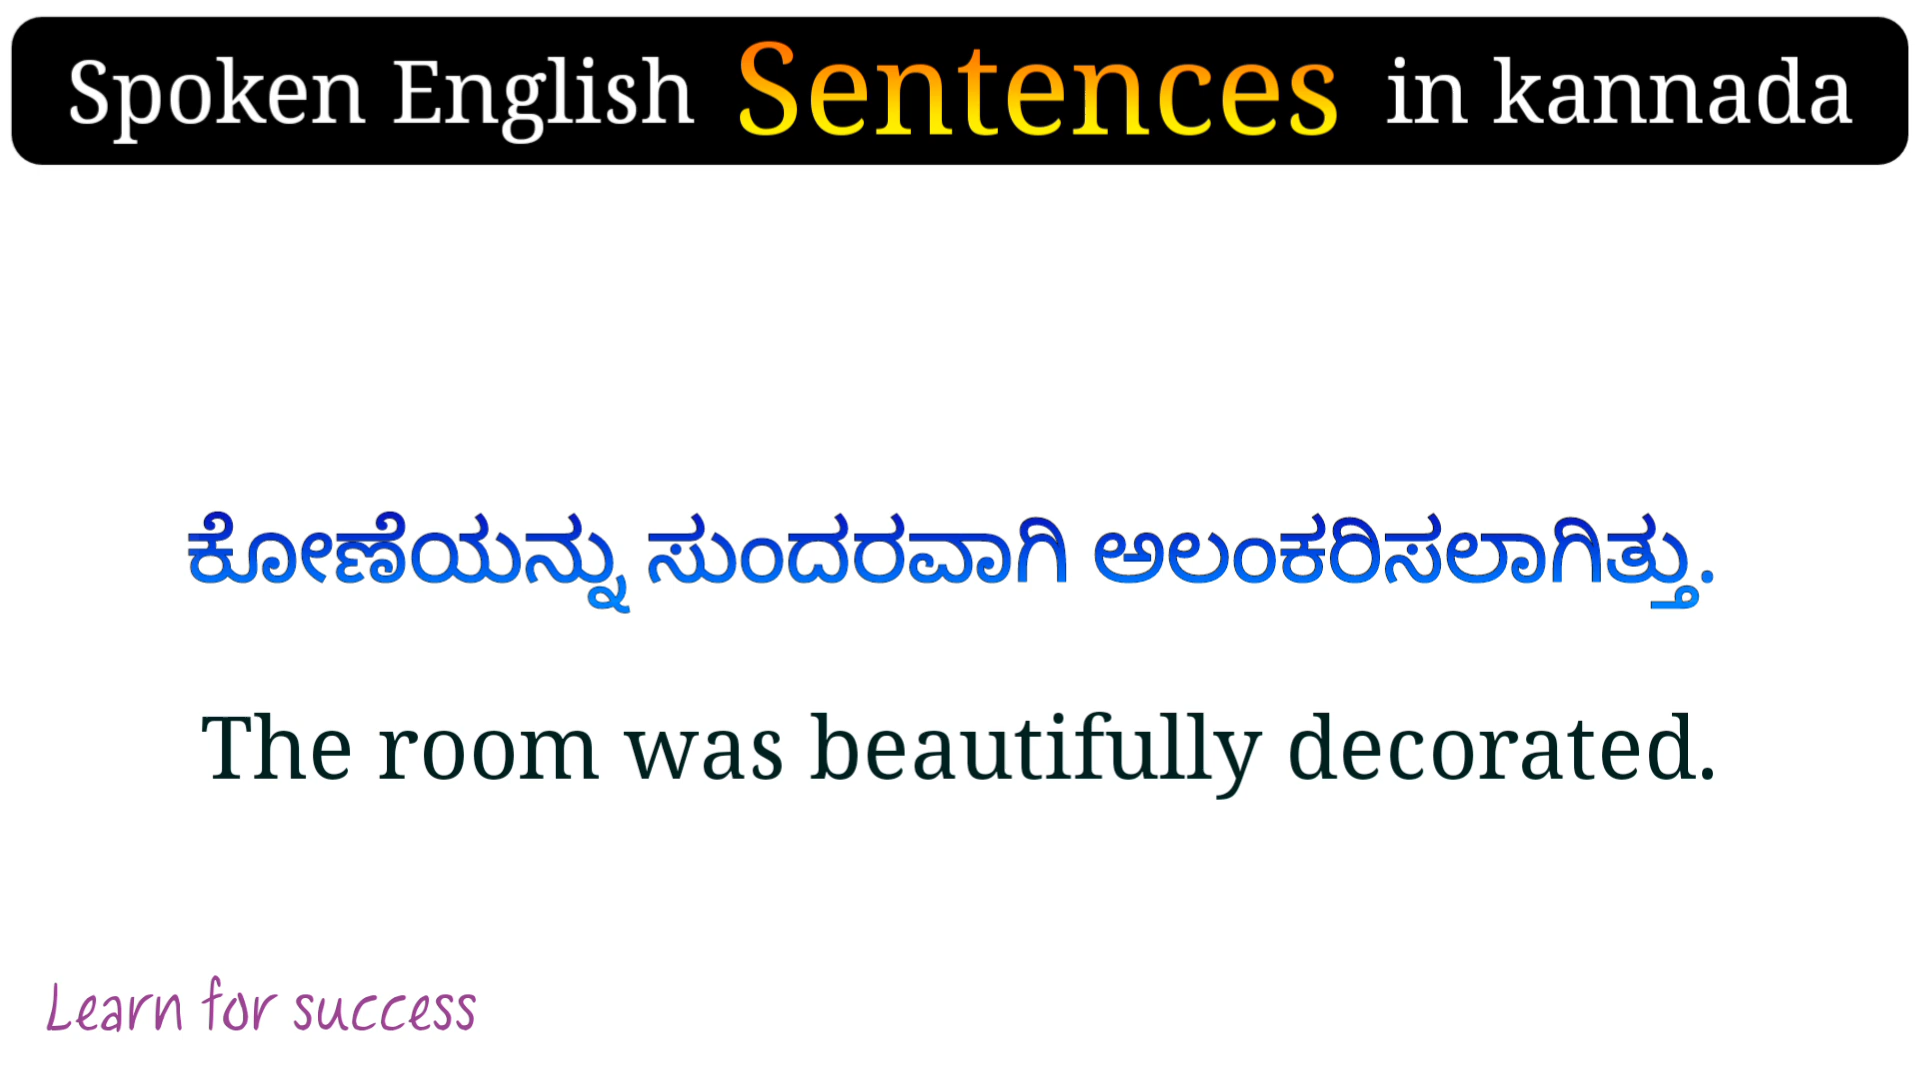 Spoken English Sentences in kannada
ಕೋಣೆಯನ್ನು ಸುಂದರವಾಗಿ ಅಲಂಕರಿಸಲಾಗಿತ್ತು.
The room was beautifully decorated.
Learn for success